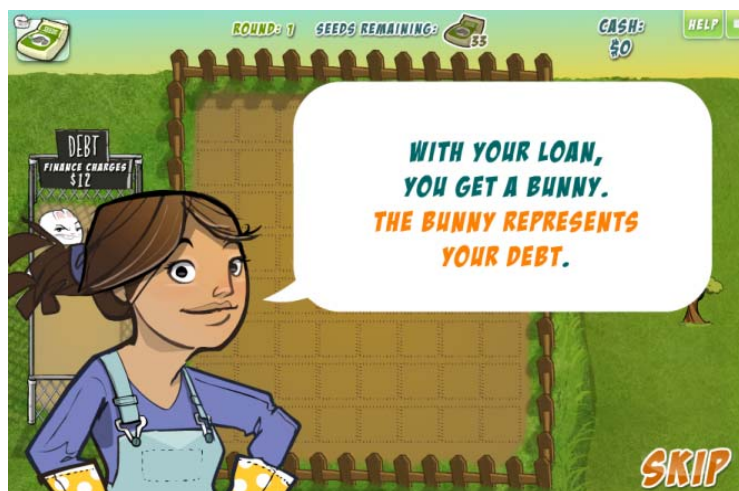 ROUND: 1 SEEDS REMAINING: 33 CASH: HELP
$0
WITH YOUR LOAN,
YOU GET A BUNNY.
THE BUNNY REPRESENTS
YOUR DEBT.
DEBT
FINANCE CHARGES
$12
SKIP